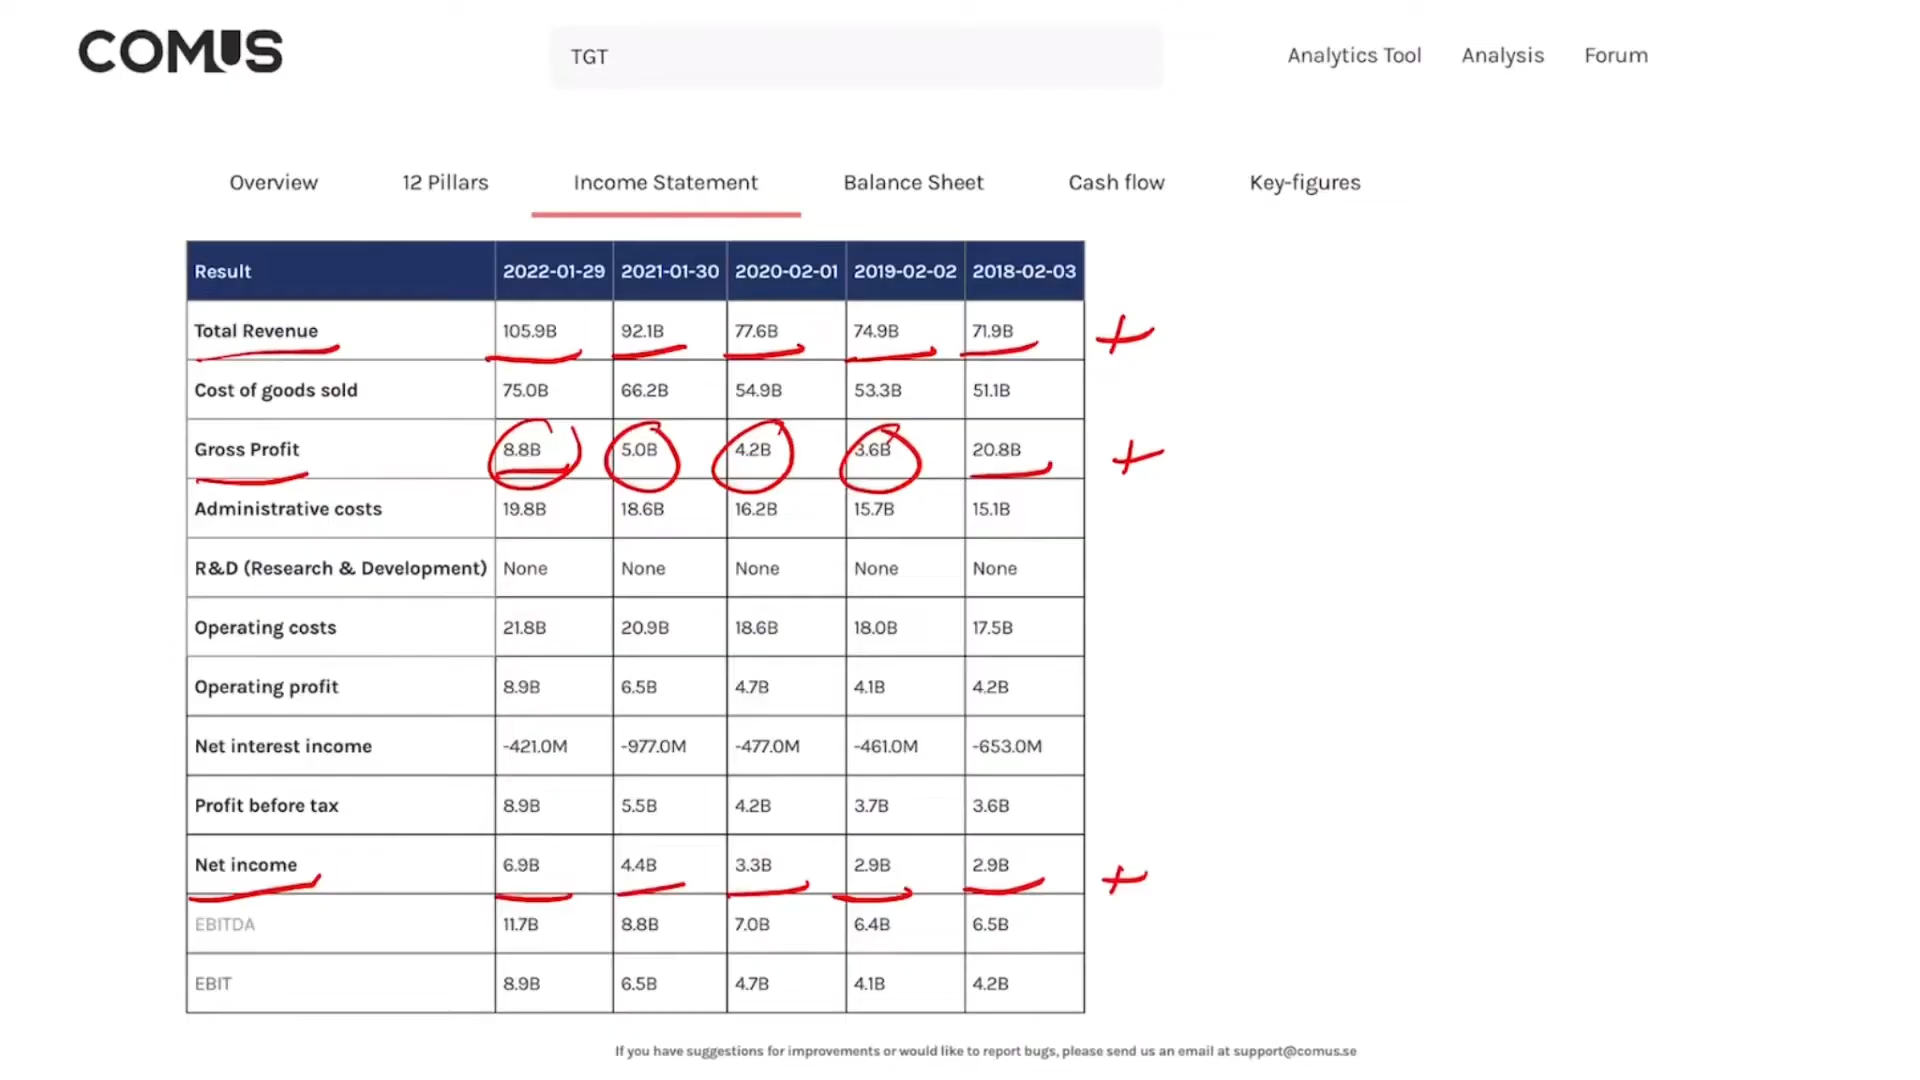 COMUS
TGT
Analytics Tool Analysis Forum
Overview 12 Pillars Income Statement Balance Sheet Cash flow Key-figures
Result 2022-01-29 2021-01-30 2020-02-01 2019-02-02 2018-02-03
Total Revenue 105.9B 92.1B 77.6B 74.9B 71.9B +
Cost of goods sold 75.0B 66.2B 54.9B 53.3B 51.1B
Gross Profit 8.8B 5.0B 4.2B 3.6B 20.8B +
Administrative costs 19.8B 18.6B 16.2B 15.7B 15.1B
R&D (Research & Development) None None None None None
Operating costs 21.8B 20.9B 18.6B 18.0B 17.5B
Operating profit 8.9B 6.5B 4.7B 4.1B 4.2B
Net interest income -421.0M -977.0M -477.0M -461.0M -653.0M
Profit before tax 8.9B 5.5B 4.2B 3.7B 3.6B
Net income 6.9B 4.4B 3.3B 2.9B 2.9B +
EBITDA 11.7B 8.8B 7.0B 6.4B 6.5B
EBIT 8.9B 6.5B 4.7B 4.1B 4.2B
If you have suggestions for improvements or would like to report bugs, please send us an email at support@comus.se